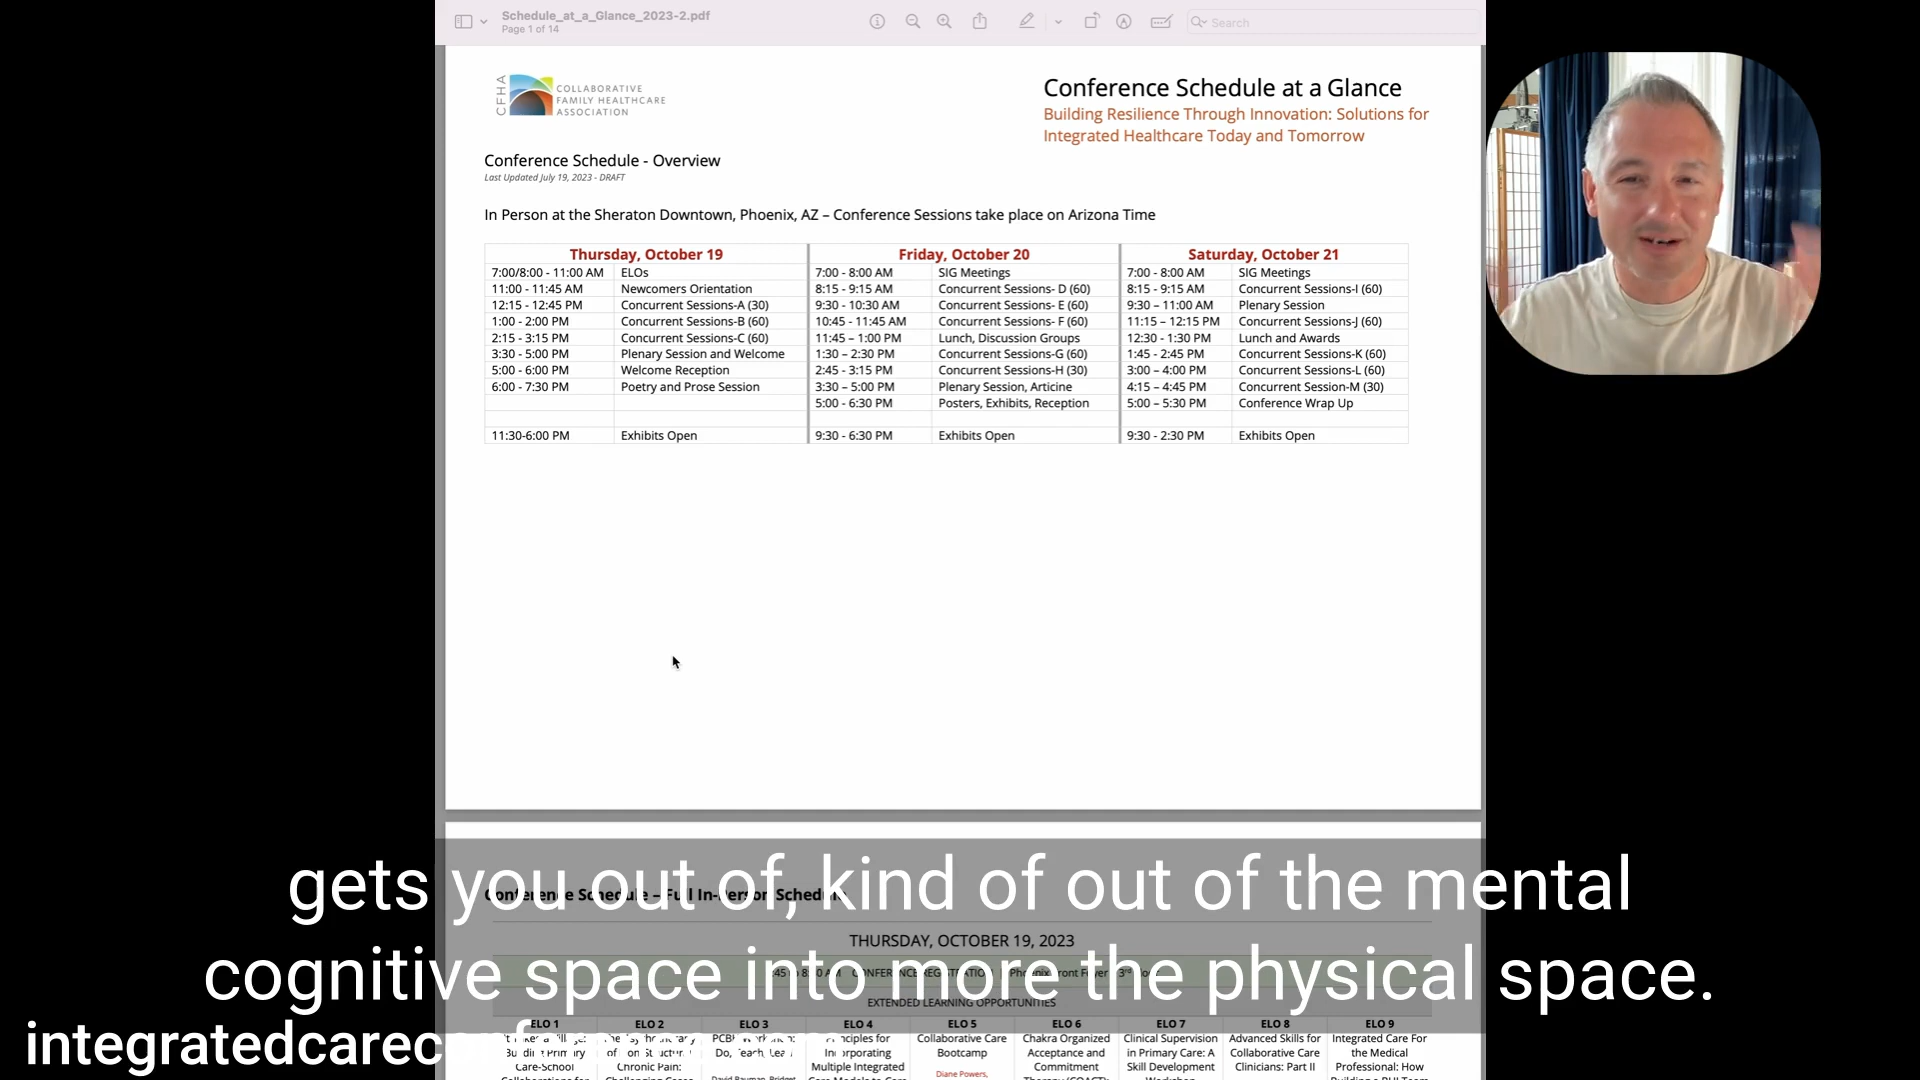 Schedule_at_a_Glance_2023-2.pdf
Page 1 of 14
Search
CFHA
COLLABORATIVE
FAMILY HEALTHCARE
ASSOCIATION
Conference Schedule at a Glance
Building Resilience Through Innovation: Solutions for
Integrated Healthcare Today and Tomorrow
Conference Schedule - Overview
Last Updated July 19, 2023 - DRAFT
In Person at the Sheraton Downtown, Phoenix, AZ – Conference Sessions take place on Arizona Time
Thursday, October 19 Friday, October 20 Saturday, October 21
7:00/8:00 - 11:00 AM ELOs 7:00 - 8:00 AM SIG Meetings 7:00 - 8:00 AM SIG Meetings
11:00 - 11:45 AM Newcomers Orientation 8:15 - 9:15 AM Concurrent Sessions- D (60) 8:15 - 9:15 AM Concurrent Sessions-I (60)
12:15 - 12:45 PM Concurrent Sessions-A (30) 9:30 - 10:30 AM Concurrent Sessions- E (60) 9:30 – 11:00 AM Plenary Session
1:00 - 2:00 PM Concurrent Sessions-B (60) 10:45 - 11:45 AM Concurrent Sessions- F (60) 11:15 – 12:15 PM Concurrent Sessions-J (60)
2:15 - 3:15 PM Concurrent Sessions-C (60) 11:45 – 1:00 PM Lunch, Discussion Groups 12:30 - 1:30 PM Lunch and Awards
3:30 - 5:00 PM Plenary Session and Welcome 1:30 – 2:30 PM Concurrent Sessions-G (60) 1:45 - 2:45 PM Concurrent Sessions-K (60)
5:00 - 6:00 PM Welcome Reception 2:45 - 3:15 PM Concurrent Sessions-H (30) 3:00 – 4:00 PM Concurrent Sessions-L (60)
6:00 - 7:30 PM Poetry and Prose Session 3:30 – 5:00 PM Plenary Session, Articine 4:15 – 4:45 PM Concurrent Session-M (30)
5:00 - 6:30 PM Posters, Exhibits, Reception 5:00 – 5:30 PM Conference Wrap Up
11:30-6:00 PM Exhibits Open 9:30 - 6:30 PM Exhibits Open 9:30 - 2:30 PM Exhibits Open
Conference Schedule – Full In-Person Schedule
gets you out of, kind of out of the mental
THURSDAY, OCTOBER 19, 2023
cognitive space into more the physical space.
EXTENDED LEARNING OPPORTUNITIES
ELO 1 ELO 2 ELO 3 ELO 4 ELO 5 ELO 6 ELO 7 ELO 8 ELO 9
Collaborative Care Chakra Organized Clinical Supervision Advanced Skills for Integrated Care For
Building Primary Incorporating Bootcamp Acceptance and in Primary Care: A Collaborative Care the Medical
Care-School Chronic Pain: Multiple Integrated Diane Powers, Commitment Skill Development Clinicians: Part II Professional: How